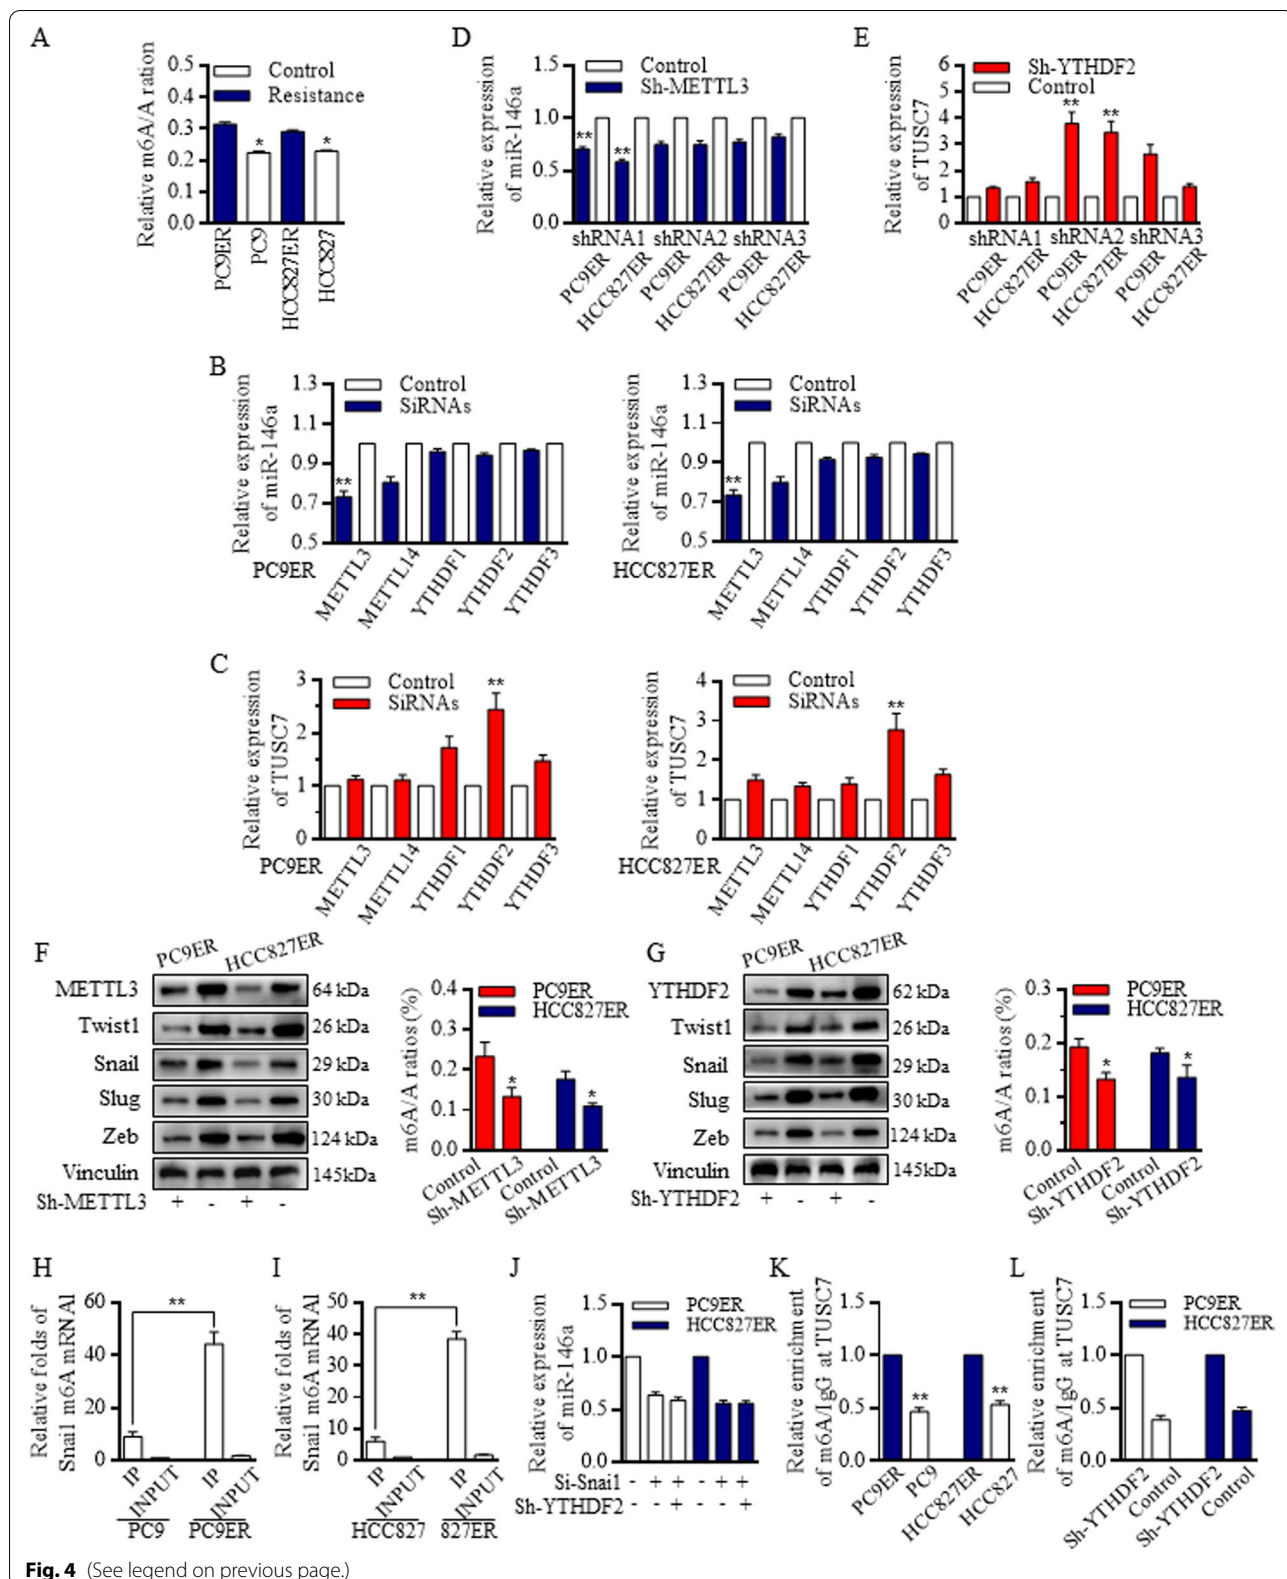 A
Relative m6A/A ration
0.5
0.4
0.3
0.2
0.1
0.0
Control
Resistance
*
*
PC9ER
PC9
HCC827ER
HCC827
D
Relative expression
of miR-146a
1.5
1.0
0.5
0.0
Control
Sh-METTL3
**
**
shRNA1 shRNA2 shRNA3
PC9ER
HCC827ER
PC9ER
HCC827ER
PC9ER
HCC827ER
E
Relative expression
of TUSC7
6
5
4
3
2
1
0
Sh-YTHDF2
Control
**
**
shRNA1 shRNA2 shRNA3
PC9ER
HCC827ER
PC9ER
HCC827ER
PC9ER
HCC827ER
B
Relative expression
of miR-146a
1.3
1.1
0.9
0.7
0.5
Control
SiRNAs
**
PC9ER
METTL3
METTL14
YTHDF1
YTHDF2
YTHDF3
Relative expression
of miR-146a
1.3
1.1
0.9
0.7
0.5
Control
SiRNAs
**
HCC827ER
METTL3
METTL14
YTHDF1
YTHDF2
YTHDF3
C
Relative expression
of TUSC7
3
2
1
0
Control
SiRNAs
**
PC9ER
METTL3
METTL14
YTHDF1
YTHDF2
YTHDF3
Relative expression
of TUSC7
4
3
2
1
0
Control
SiRNAs
**
HCC827ER
METTL3
METTL14
YTHDF1
YTHDF2
YTHDF3
F
PC9ER HCC827ER
METTL3 64 kDa
Twist1 26 kDa
Snail 29 kDa
Slug 30 kDa
Zeb 124 kDa
Vinculin 145kDa
Sh-METTL3 + - + -
m6A/A ratios (%)
0.4
0.3
0.2
0.1
0.0
PC9ER
HCC827ER
*
*
Control
Sh-METTL3
Control
Sh-METTL3
G
PC9ER HCC827ER
YTHDF2 62 kDa
Twist1 26 kDa
Snail 29 kDa
Slug 30 kDa
Zeb 124 kDa
Vinculin 145kDa
Sh-YTHDF2 + - + -
m6A/A ratios (%)
0.3
0.2
0.1
0.0
PC9ER
HCC827ER
*
*
Control
Sh-YTHDF2
Control
Sh-YTHDF2
H
Relative folds of
Snai1 m6A mRNAl
60
40
20
0
**
IP
INPUT
IP
INPUT
PC9 PC9ER
I
Relative folds of
Snai1 m6A mRNAl
50
40
30
20
10
0
**
IP
INPUT
IP
INPUT
HCC827 827ER
J
Relative expression
of miR-146a
1.5
1.0
0.5
0.0
PC9ER
HCC827ER
Si-Snai1 - + + - + +
Sh-YTHDF2 - - + - - +
K
Relative enrichment
of m6A/IgG at TUSC7
1.5
1.0
0.5
0.0
**
**
PC9ER
PC9
HCC827ER
HCC827
L
Relative enrichment
of m6A/IgG at TUSC7
1.5
1.0
0.5
0.0
PC9ER
HCC827ER
Sh-YTHDF2
Control
Sh-YTHDF2
Control
Fig. 4 (See legend on previous page.)